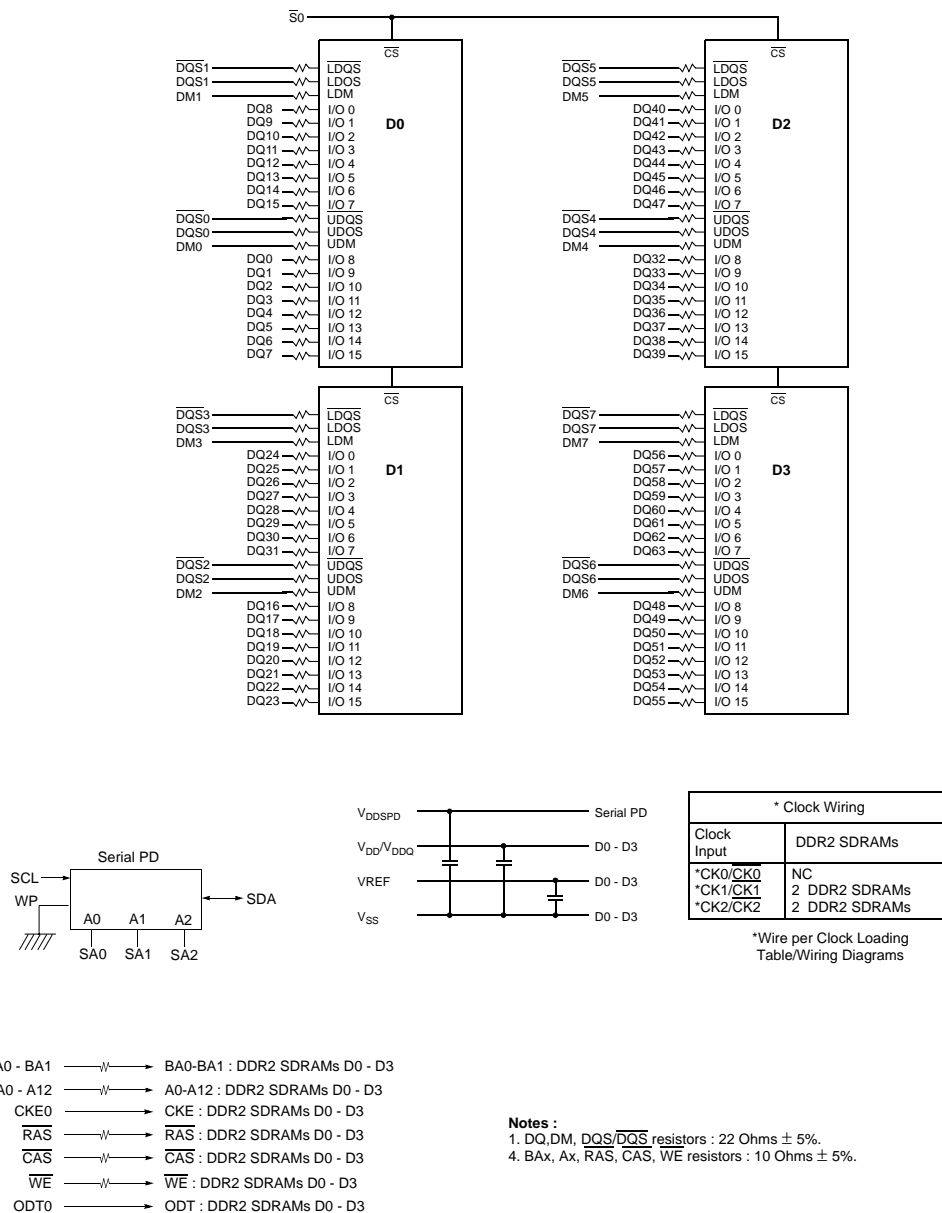 S0
CS
D0
DQS1 LDQS
DQS1 LDOS
DM1 LDM
DQ8 I/O 0
DQ9 I/O 1
DQ10 I/O 2
DQ11 I/O 3
DQ12 I/O 4
DQ13 I/O 5
DQ14 I/O 6
DQ15 I/O 7
DQS0 UDQS
DQS0 UDOS
DM0 UDM
DQ0 I/O 8
DQ1 I/O 9
DQ2 I/O 10
DQ3 I/O 11
DQ4 I/O 12
DQ5 I/O 13
DQ6 I/O 14
DQ7 I/O 15
CS
D2
DQS5 LDQS
DQS5 LDOS
DM5 LDM
DQ40 I/O 0
DQ41 I/O 1
DQ42 I/O 2
DQ43 I/O 3
DQ44 I/O 4
DQ45 I/O 5
DQ46 I/O 6
DQ47 I/O 7
DQS4 UDQS
DQS4 UDOS
DM4 UDM
DQ32 I/O 8
DQ33 I/O 9
DQ34 I/O 10
DQ35 I/O 11
DQ36 I/O 12
DQ37 I/O 13
DQ38 I/O 14
DQ39 I/O 15
CS
D1
DQS3 LDQS
DQS3 LDOS
DM3 LDM
DQ24 I/O 0
DQ25 I/O 1
DQ26 I/O 2
DQ27 I/O 3
DQ28 I/O 4
DQ29 I/O 5
DQ30 I/O 6
DQ31 I/O 7
DQS2 UDQS
DQS2 UDOS
DM2 UDM
DQ16 I/O 8
DQ17 I/O 9
DQ18 I/O 10
DQ19 I/O 11
DQ20 I/O 12
DQ21 I/O 13
DQ22 I/O 14
DQ23 I/O 15
CS
D3
DQS7 LDQS
DQS7 LDOS
DM7 LDM
DQ56 I/O 0
DQ57 I/O 1
DQ58 I/O 2
DQ59 I/O 3
DQ60 I/O 4
DQ61 I/O 5
DQ62 I/O 6
DQ63 I/O 7
DQS6 UDQS
DQS6 UDOS
DM6 UDM
DQ48 I/O 8
DQ49 I/O 9
DQ50 I/O 10
DQ51 I/O 11
DQ52 I/O 12
DQ53 I/O 13
DQ54 I/O 14
DQ55 I/O 15
Serial PD
SCL
WP
SDA
A0 A1 A2
SA0 SA1 SA2
VDDSPD Serial PD
VDD/VDDQ D0 - D3
VREF D0 - D3
VSS D0 - D3
* Clock Wiring
Clock Input DDR2 SDRAMs
*CK0/CK0 NC
*CK1/CK1 2 DDR2 SDRAMs
*CK2/CK2 2 DDR2 SDRAMs
*Wire per Clock Loading
Table/Wiring Diagrams
A0 - BA1 BA0-BA1 : DDR2 SDRAMs D0 - D3
A0 - A12 A0-A12 : DDR2 SDRAMs D0 - D3
CKE0 CKE : DDR2 SDRAMs D0 - D3
RAS RAS : DDR2 SDRAMs D0 - D3
CAS CAS : DDR2 SDRAMs D0 - D3
WE WE : DDR2 SDRAMs D0 - D3
ODT0 ODT : DDR2 SDRAMs D0 - D3
Notes :
1. DQ,DM, DQS/DQS resistors : 22 Ohms ± 5%.
4. BAx, Ax, RAS, CAS, WE resistors : 10 Ohms ± 5%.